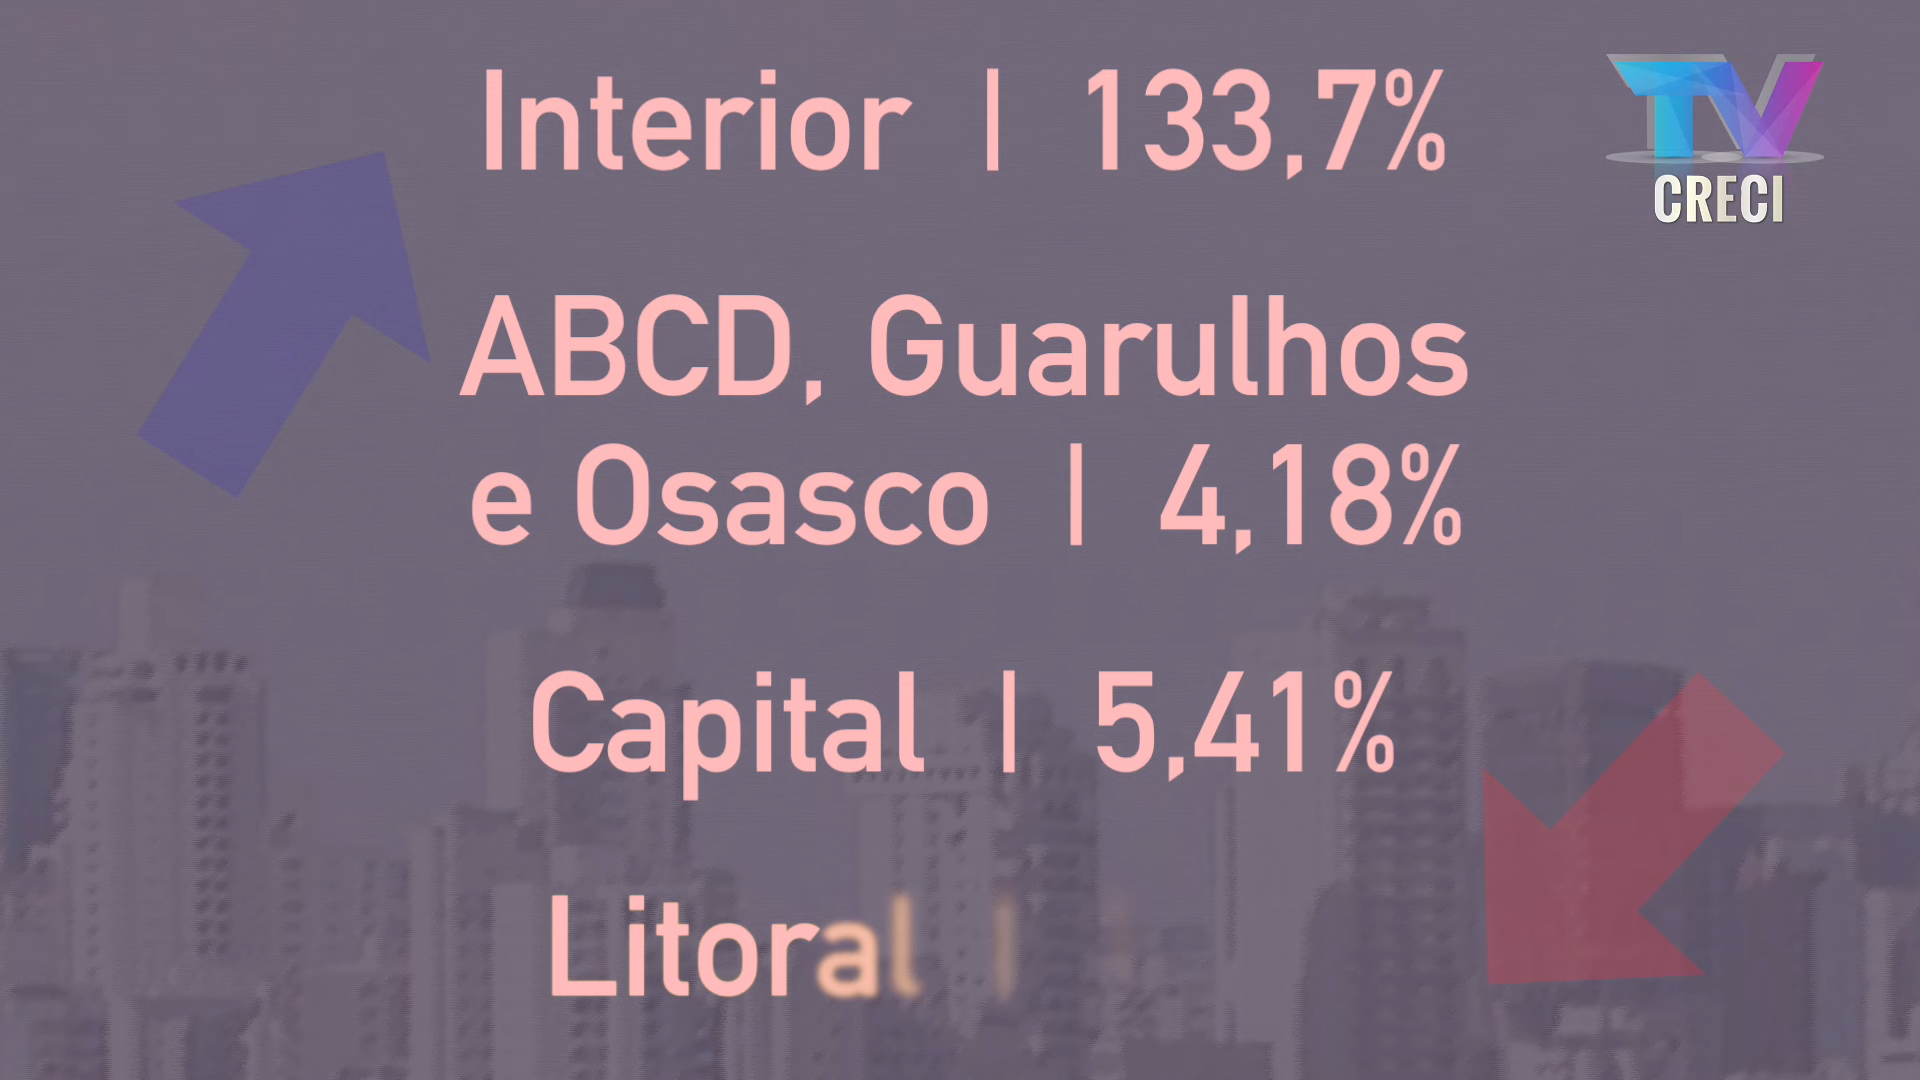 Interior | 133,7%
TV
CRECI
ABCD, Guarulhos
e Osasco | 4,18%
Capital | 5,41%
Litoral |